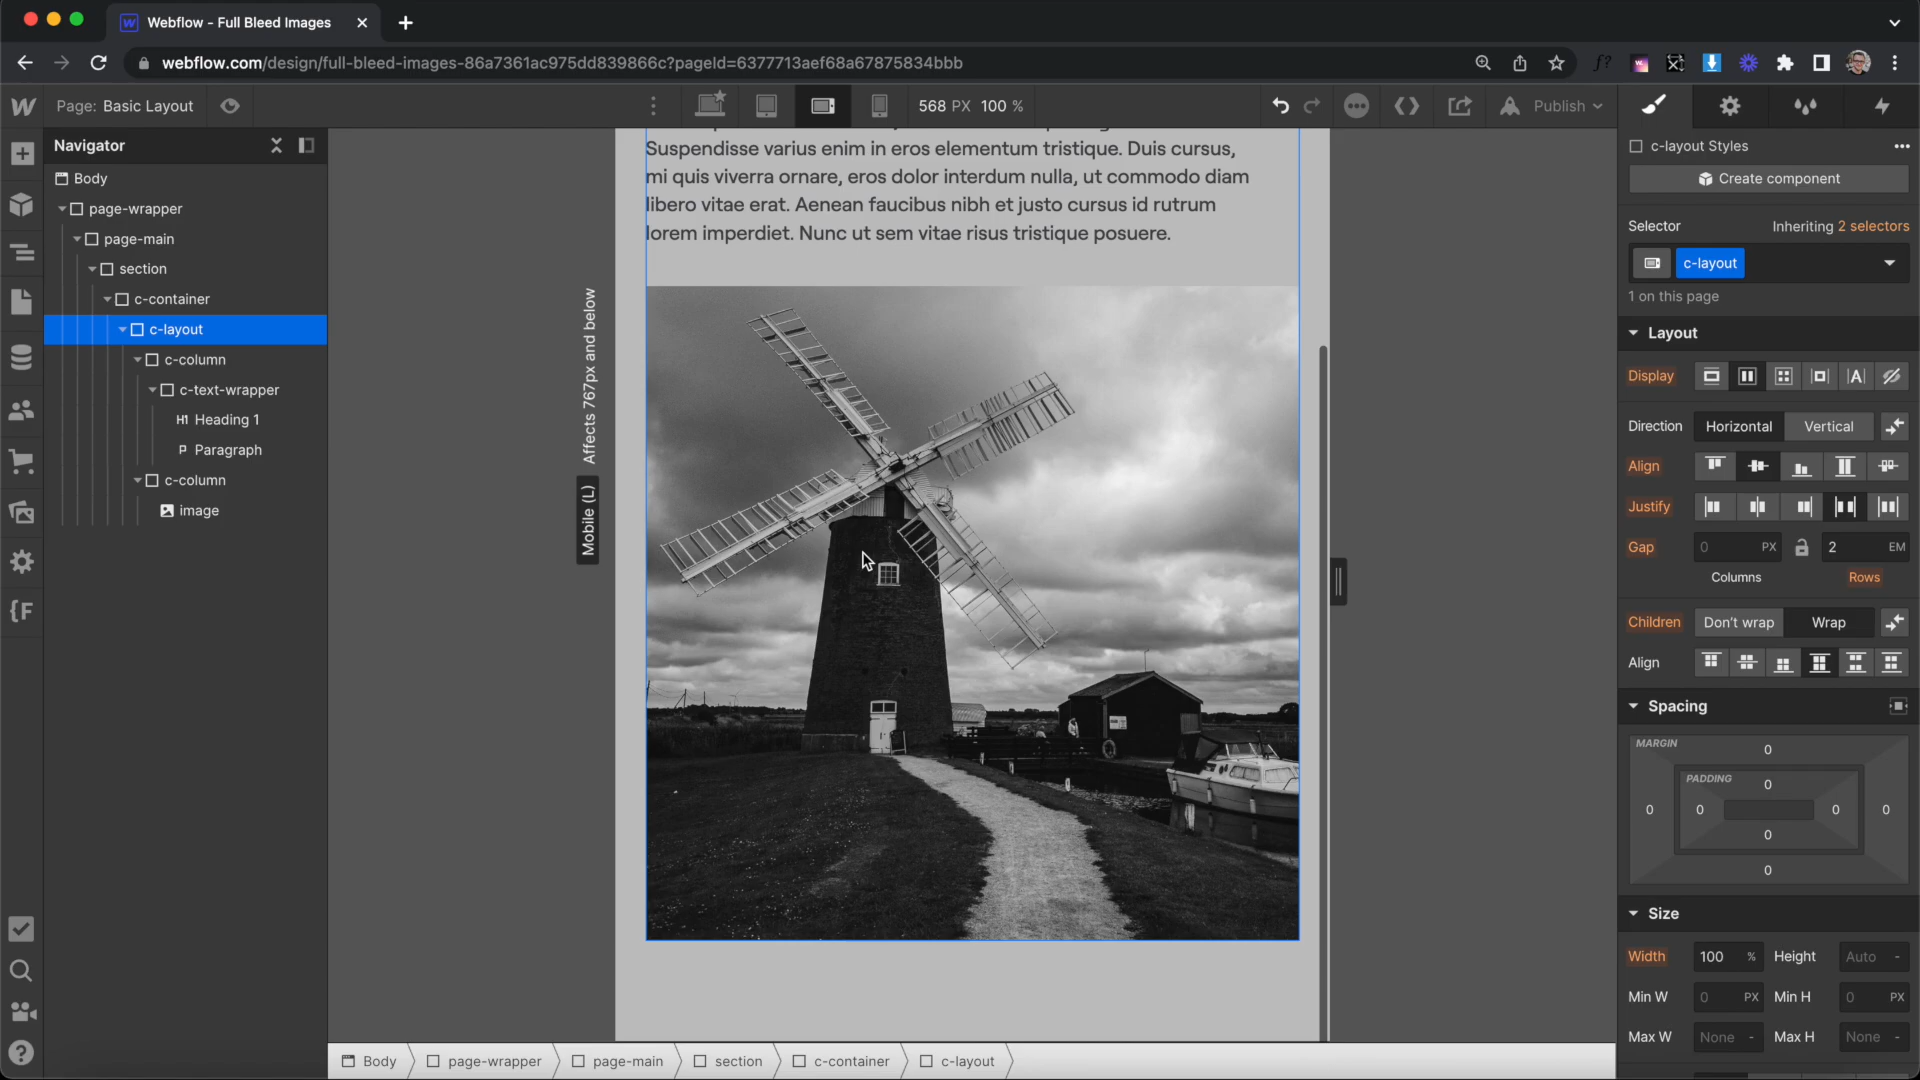 Webflow - Full Bleed Images
webflow.com/design/full-bleed-images-86a7361ac975dd839866c?pageId=6377713aef68a67875834bbb
Page: Basic Layout
568 PX 100 %
Publish
Navigator
Body
page-wrapper
page-main
section
c-container
c-layout
c-column
c-text-wrapper
H1 Heading 1
P Paragraph
c-column
image
Affects 767px and below
Mobile (L)
Suspendisse varius enim in eros elementum tristique. Duis cursus,
mi quis viverra ornare, eros dolor interdum nulla, ut commodo diam
libero vitae erat. Aenean faucibus nibh et justo cursus id rutrum
lorem imperdiet. Nunc ut sem vitae risus tristique posuere.
c-layout Styles
Create component
Selector Inheriting 2 selectors
c-layout
1 on this page
Layout
Display
Direction Horizontal Vertical
Align
Justify
Gap 0 PX 2 EM
Columns Rows
Children Don't wrap Wrap
Align
Spacing
MARGIN
0
PADDING
0
0 0 0 0
0
0
Size
Width 100 % Height Auto -
Min W 0 PX Min H 0 PX
Max W None - Max H None -
Body page-wrapper page-main section c-container c-layout